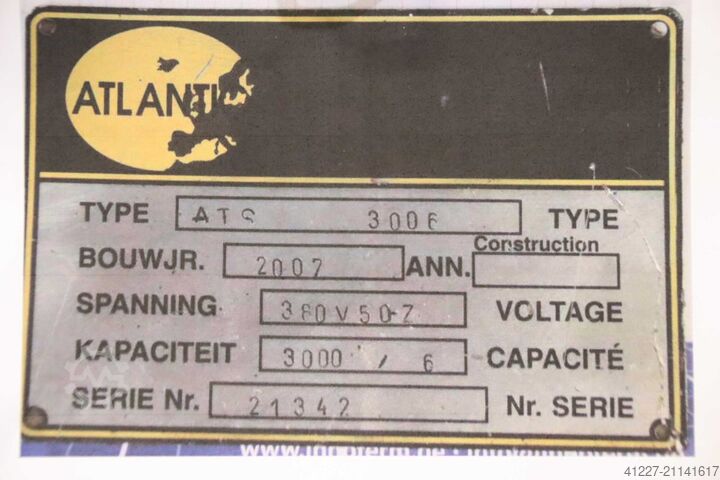 ATLANTI
TYPE ATS 3006 TYPE
Construction
BOUWJR. 2007 ANN.
SPANNING 380V50-Z VOLTAGE
KAPACITEIT 3000 / 6 CAPACITÉ
SERIE Nr. 21342 Nr. SERIE
41227-21141617